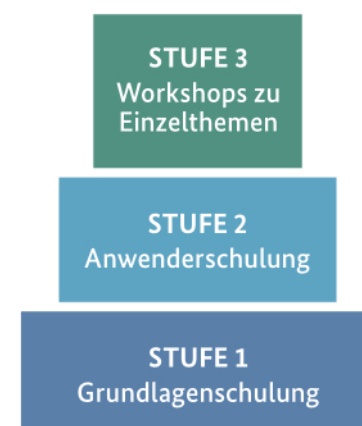 STUFE 3
Workshops zu
Einzelthemen
STUFE 2
Anwenderschulung
STUFE 1
Grundlagenschulung